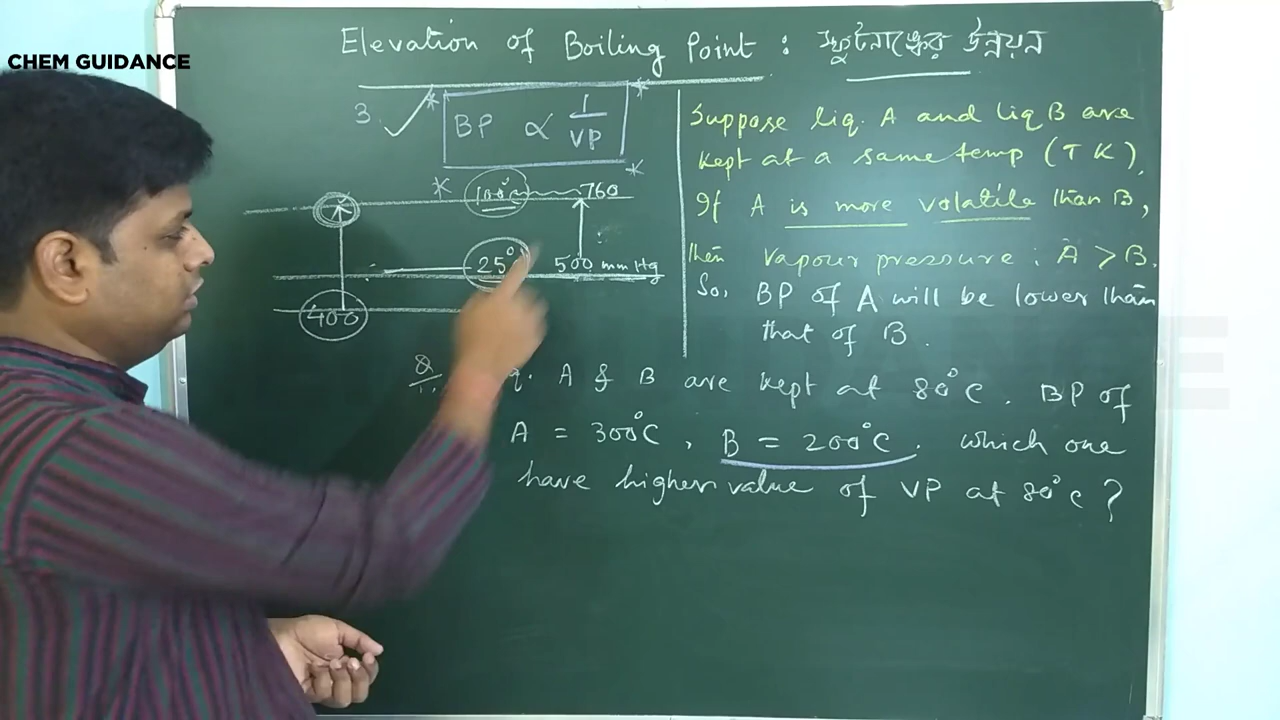 CHEM GUIDANCE
Elevation of Boiling Point : স্ফুটনাঙ্কের উন্নয়ন
3. ✓ * BP ∝ 1/VP *
* *
100°c 760
25° 500 mm Hg
400
Suppose liq. A and liq B are
kept at a same temp (T K),
If A is more volatile than B,
then vapour pressure : A > B.
So, BP of A will be lower than
that of B.
Q/1. q. A & B are kept at 80°C. BP of
A = 300°C, B = 200°C. which one
have higher value of VP at 80°C ?